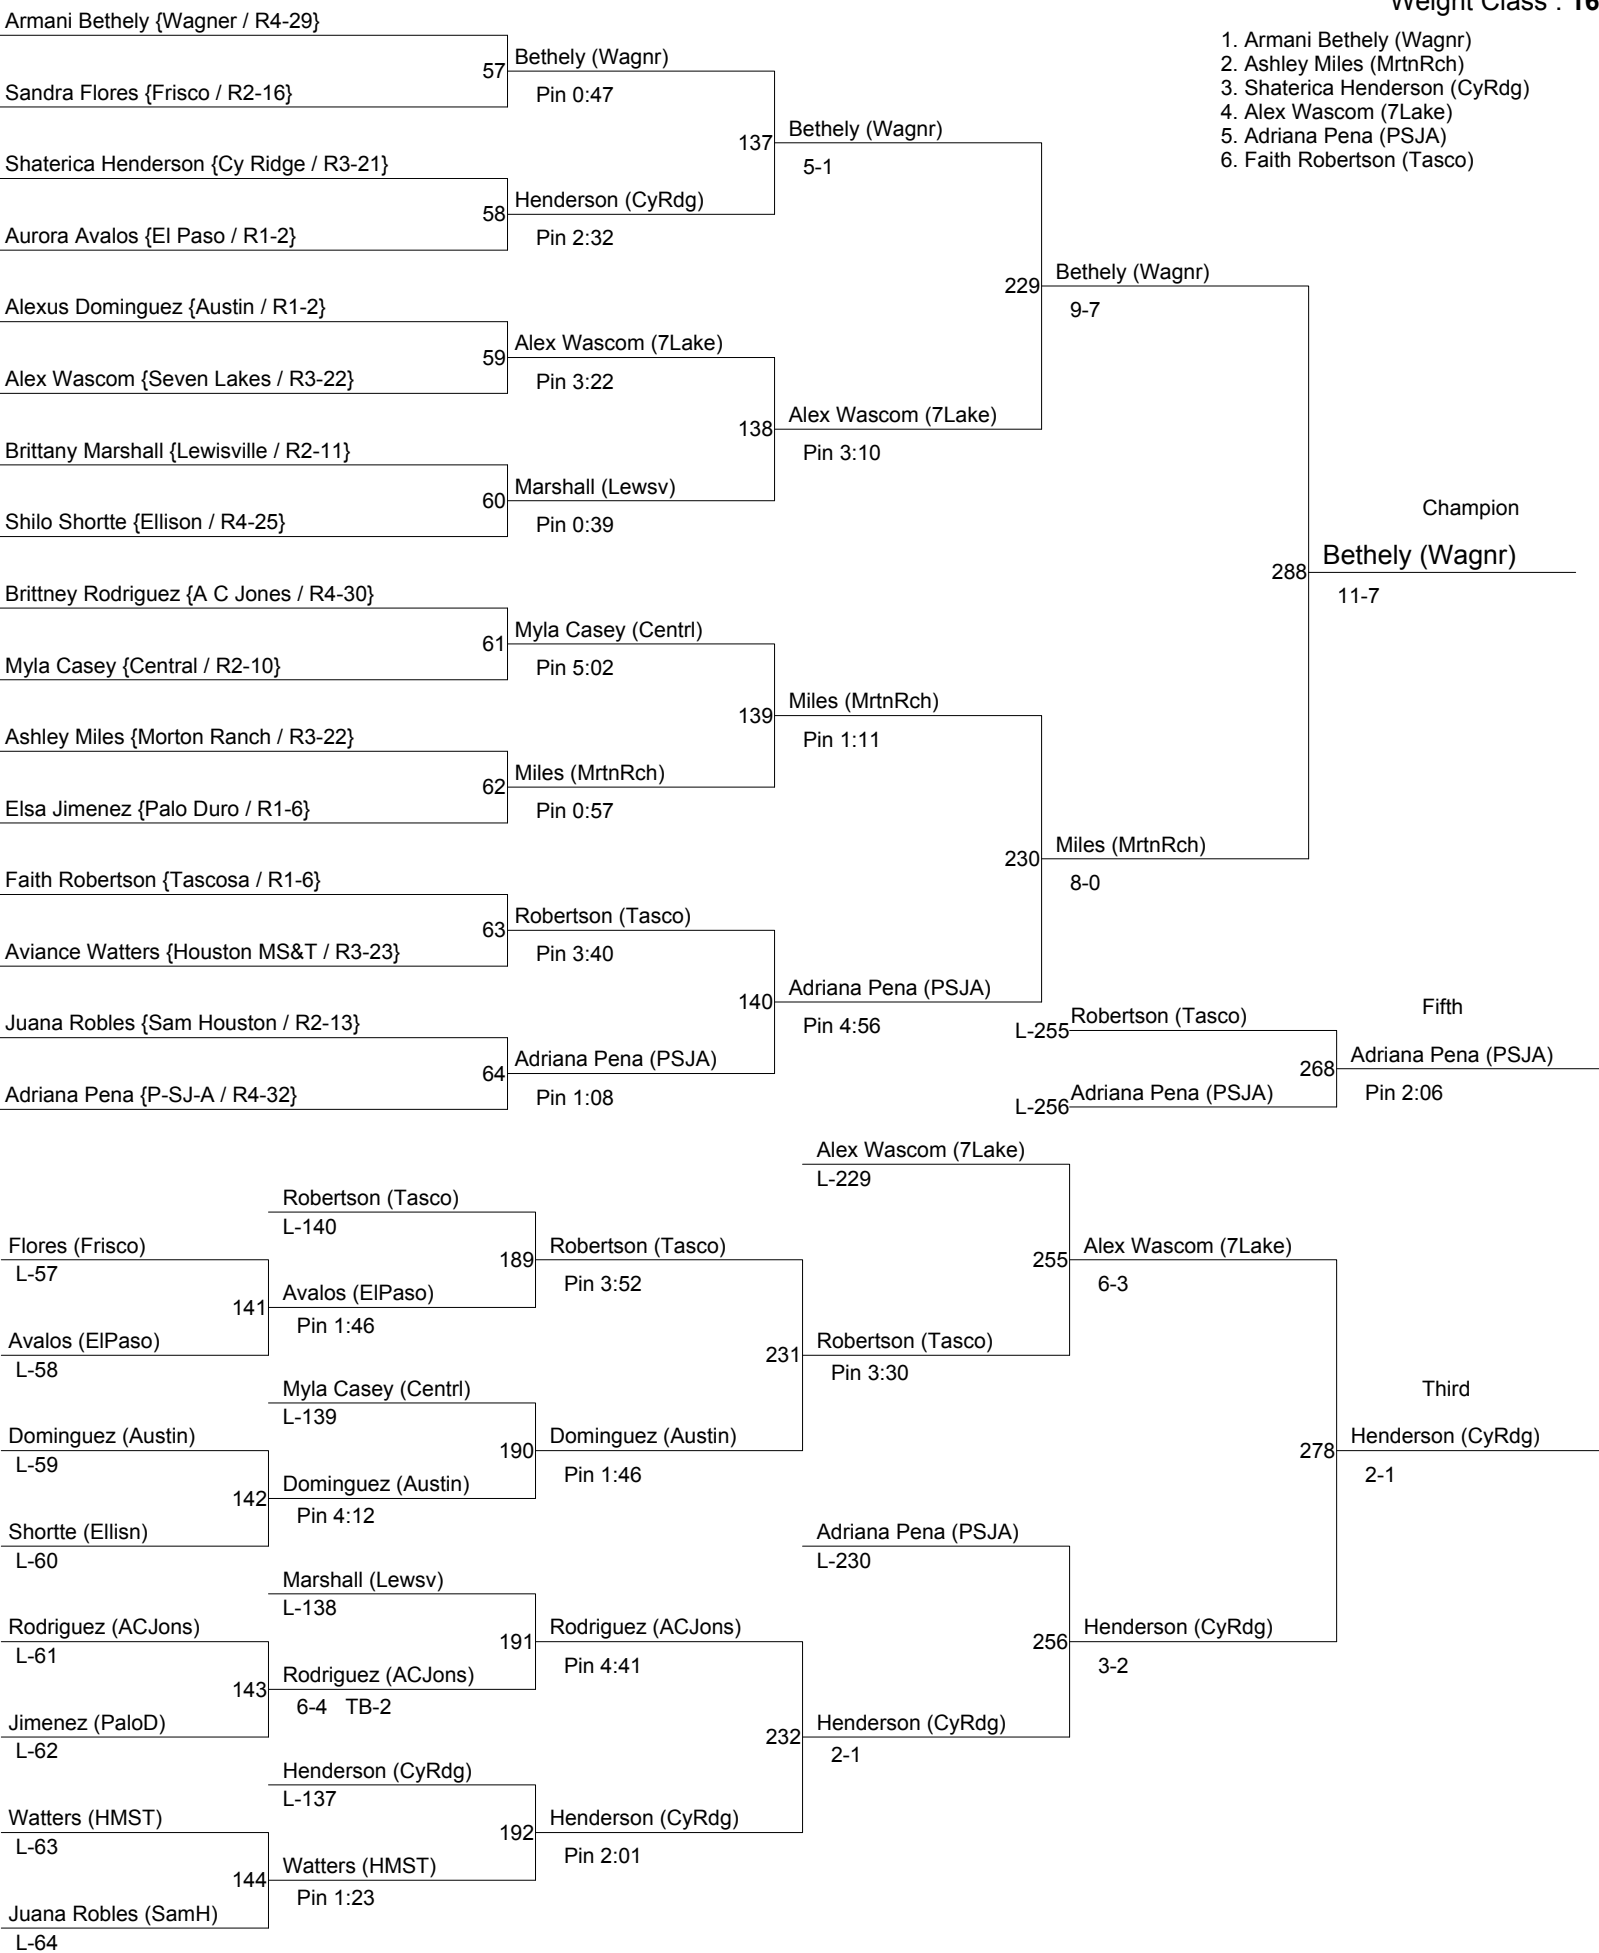 Weight Class : 16
1. Armani Bethely (Wagnr)
2. Ashley Miles (MrtnRch)
3. Shaterica Henderson (CyRdg)
4. Alex Wascom (7Lake)
5. Adriana Pena (PSJA)
6. Faith Robertson (Tasco)
Armani Bethely {Wagner / R4-29}
57
Bethely (Wagnr)
Pin 0:47
Sandra Flores {Frisco / R2-16}
137
Bethely (Wagnr)
5-1
Shaterica Henderson {Cy Ridge / R3-21}
58
Henderson (CyRdg)
Pin 2:32
Aurora Avalos {El Paso / R1-2}
229
Bethely (Wagnr)
9-7
Alexus Dominguez {Austin / R1-2}
59
Alex Wascom (7Lake)
Pin 3:22
Alex Wascom {Seven Lakes / R3-22}
138
Alex Wascom (7Lake)
Pin 3:10
Brittany Marshall {Lewisville / R2-11}
60
Marshall (Lewsv)
Pin 0:39
Shilo Shortte {Ellison / R4-25}
Champion
288
Bethely (Wagnr)
11-7
Brittney Rodriguez {A C Jones / R4-30}
61
Myla Casey (Centrl)
Pin 5:02
Myla Casey {Central / R2-10}
139
Miles (MrtnRch)
Pin 1:11
Ashley Miles {Morton Ranch / R3-22}
62
Miles (MrtnRch)
Pin 0:57
Elsa Jimenez {Palo Duro / R1-6}
230
Miles (MrtnRch)
8-0
Faith Robertson {Tascosa / R1-6}
63
Robertson (Tasco)
Pin 3:40
Aviance Watters {Houston MS&T / R3-23}
140
Adriana Pena (PSJA)
Pin 4:56
Juana Robles {Sam Houston / R2-13}
64
Adriana Pena (PSJA)
Pin 1:08
Adriana Pena {P-SJ-A / R4-32}
Fifth
L-255
Robertson (Tasco)
268
Adriana Pena (PSJA)
Pin 2:06
L-256
Adriana Pena (PSJA)
Alex Wascom (7Lake)
L-229
Robertson (Tasco)
L-140
Flores (Frisco)
L-57
189
Robertson (Tasco)
Pin 3:52
255
Alex Wascom (7Lake)
6-3
141
Avalos (ElPaso)
Pin 1:46
Avalos (ElPaso)
L-58
231
Robertson (Tasco)
Pin 3:30
Myla Casey (Centrl)
L-139
Third
Dominguez (Austin)
L-59
190
Dominguez (Austin)
Pin 1:46
278
Henderson (CyRdg)
2-1
142
Dominguez (Austin)
Pin 4:12
Shortte (Ellisn)
L-60
Adriana Pena (PSJA)
L-230
Marshall (Lewsv)
L-138
Rodriguez (ACJons)
L-61
191
Rodriguez (ACJons)
Pin 4:41
256
Henderson (CyRdg)
3-2
143
Rodriguez (ACJons)
6-4 TB-2
Jimenez (PaloD)
L-62
232
Henderson (CyRdg)
2-1
Henderson (CyRdg)
L-137
Watters (HMST)
L-63
192
Henderson (CyRdg)
Pin 2:01
144
Watters (HMST)
Pin 1:23
Juana Robles (SamH)
L-64